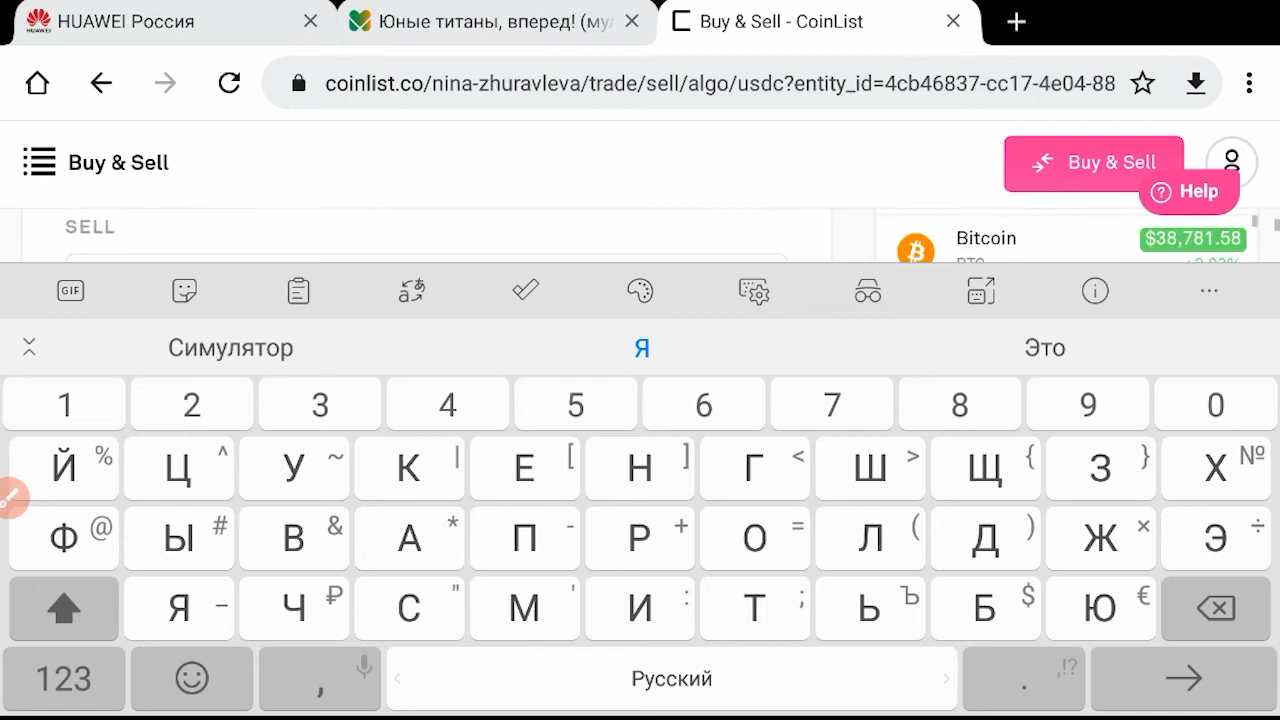 HUAWEI Россия
Юные титаны, вперед! (му
Buy & Sell - CoinList
coinlist.co/nina-zhuravleva/trade/sell/algo/usdc?entity_id=4cb46837-cc17-4e04-88
Buy & Sell
Buy & Sell
Help
SELL
Bitcoin
$38,781.58
GIF
Симулятор Я Это
1 2 3 4 5 6 7 8 9 0
Й % Ц ^ У ~ К | Е [ Н ] Г < Ш > Щ { З } Х №
Ф @ Ы # В & А * П - Р + О = Л ( Д ) Ж × Э ÷
Я _ Ч ₽ С " М ' И : Т ; Ь Ъ Б $ Ю €
123 , Русский . ,!?